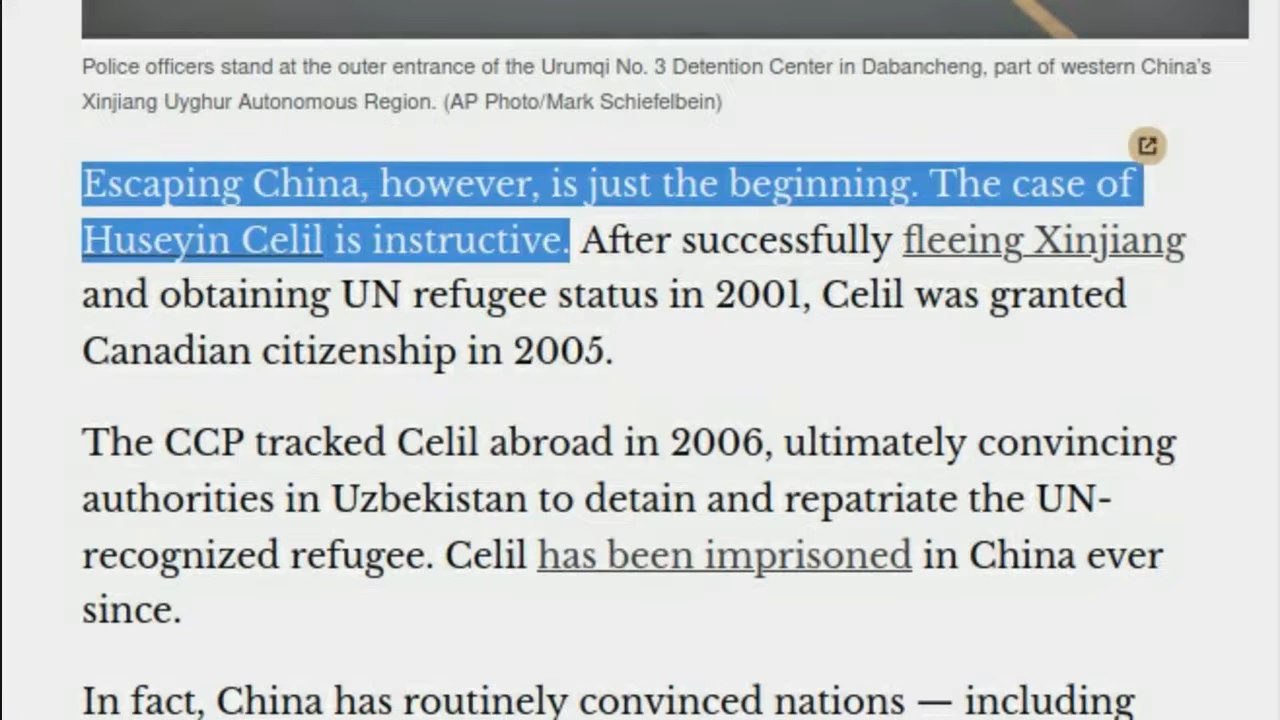 Police officers stand at the outer entrance of the Urumqi No. 3 Detention Center in Dabancheng, part of western China's
Xinjiang Uyghur Autonomous Region. (AP Photo/Mark Schiefelbein)
Escaping China, however, is just the beginning. The case of
Huseyin Celil is instructive. After successfully fleeing Xinjiang
and obtaining UN refugee status in 2001, Celil was granted
Canadian citizenship in 2005.
The CCP tracked Celil abroad in 2006, ultimately convincing
authorities in Uzbekistan to detain and repatriate the UN-
recognized refugee. Celil has been imprisoned in China ever
since.
In fact, China has routinely convinced nations — including